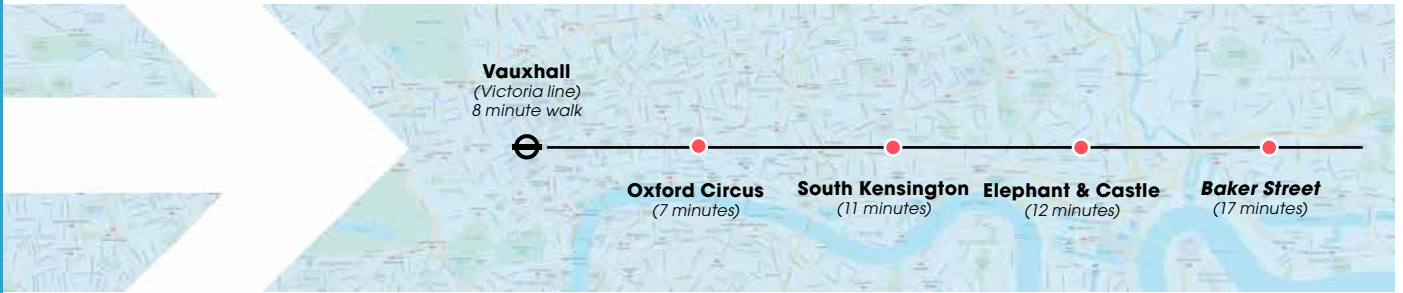 Vauxhall
(Victoria line)
8 minute walk
Oxford Circus
(7 minutes)
South Kensington
(11 minutes)
Elephant & Castle
(12 minutes)
Baker Street
(17 minutes)